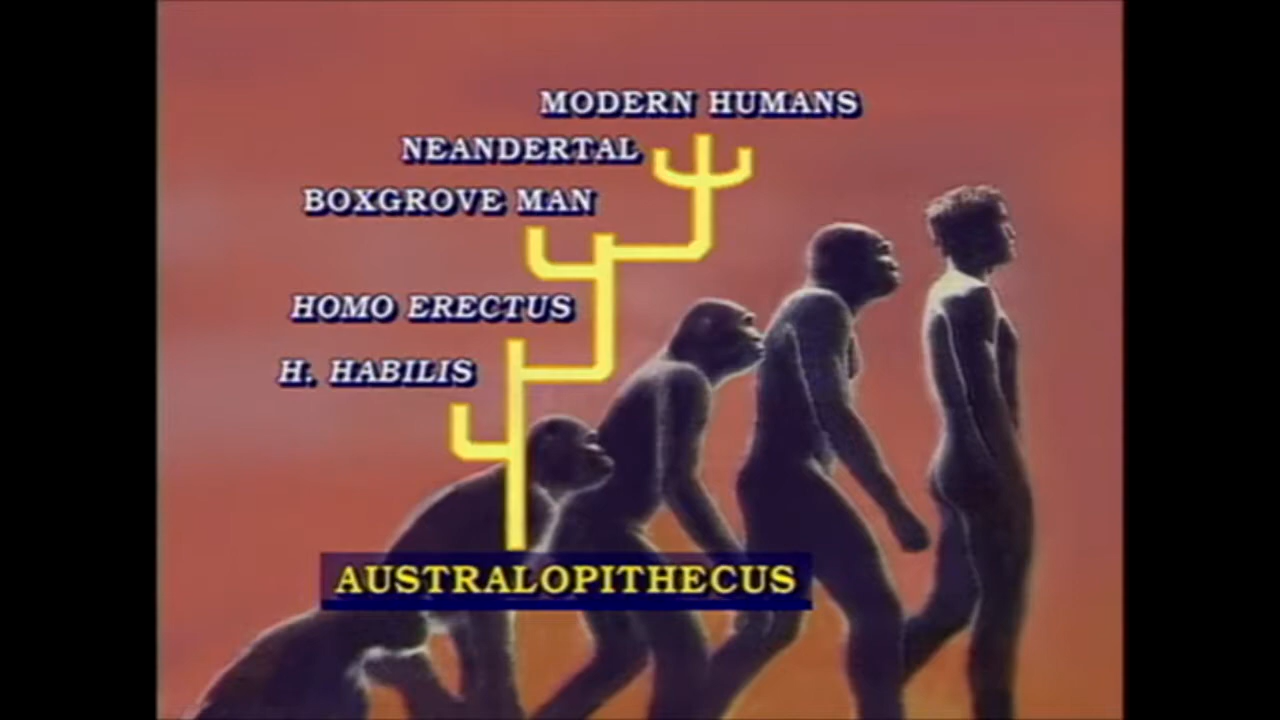 MODERN HUMANS
NEANDERTAL
BOXGROVE MAN
HOMO ERECTUS
H. HABILIS
AUSTRALOPITHECUS